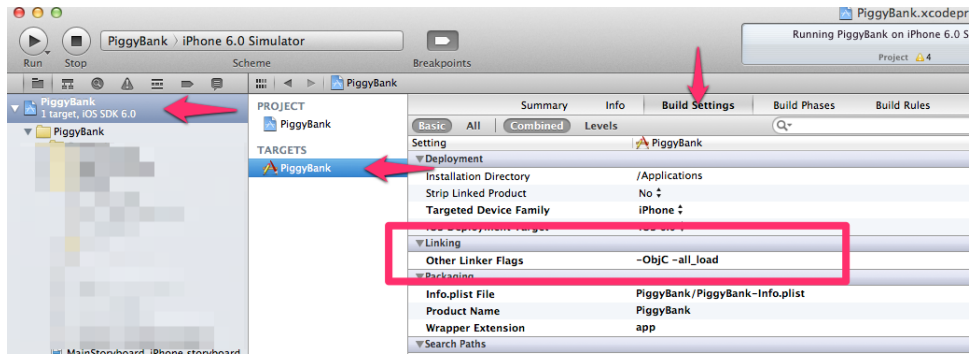 PiggyBank.xcodepr
PiggyBank iPhone 6.0 Simulator
Running PiggyBank on iPhone 6.0 S
Run Stop Scheme Breakpoints
Project 4
PiggyBank
PiggyBank
1 target, iOS SDK 6.0
PROJECT
Summary Info Build Settings Build Phases Build Rules
PiggyBank
Basic All Combined Levels
PiggyBank
Setting PiggyBank
TARGETS
Deployment
PiggyBank
Installation Directory /Applications
Strip Linked Product No
Targeted Device Family iPhone
Linking
Other Linker Flags -ObjC -all_load
Packaging
Info.plist File PiggyBank/PiggyBank-Info.plist
Product Name PiggyBank
Wrapper Extension app
Search Paths
MainStoryboard_iPhone.storyboard